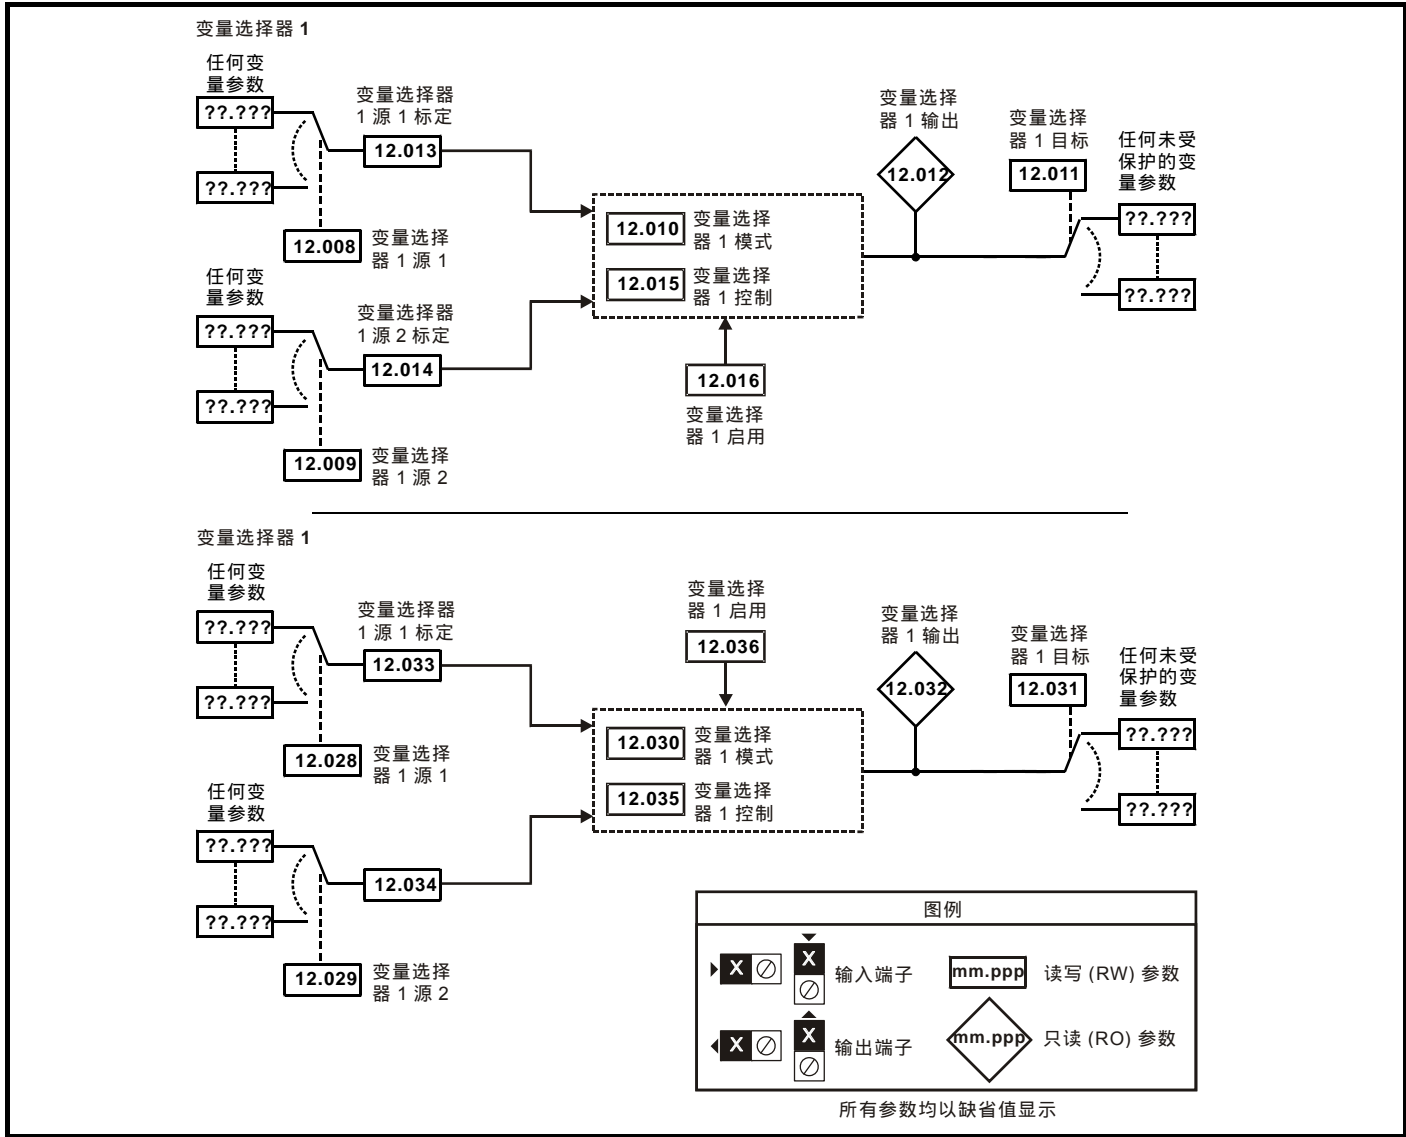 变量选择器 1
任何变
量参数
??.???
??.???
变量选择器
1 源 1 标定
12.013
12.008
变量选择
器 1 源 1
任何变
量参数
??.???
??.???
变量选择器
1 源 2 标定
12.014
12.009
变量选择
器 1 源 2
12.010
变量选择
器 1 模式
12.015
变量选择
器 1 控制
12.016
变量选择
器 1 启用
变量选择
器 1 输出
12.012
变量选择
器 1 目标
12.011
任何未受
保护的变
量参数
??.???
??.???
变量选择器 1
任何变
量参数
??.???
??.???
变量选择器
1 源 1 标定
12.033
12.028
变量选择
器 1 源 1
任何变
量参数
??.???
??.???
12.034
12.029
变量选择
器 1 源 2
变量选择
器 1 启用
12.036
12.030
变量选择
器 1 模式
12.035
变量选择
器 1 控制
变量选择
器 1 输出
12.032
变量选择
器 1 目标
12.031
任何未受
保护的变
量参数
??.???
??.???
图例
X
X
输入端子
mm.ppp
读写 (RW) 参数
X
X
输出端子
mm.ppp
只读 (RO) 参数
所有参数均以缺省值显示